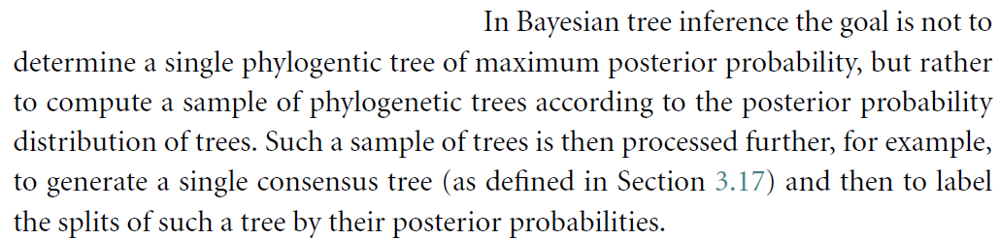 In Bayesian tree inference the goal is not to
determine a single phylogentic tree of maximum posterior probability, but rather
to compute a sample of phylogenetic trees according to the posterior probability
distribution of trees. Such a sample of trees is then processed further, for example,
to generate a single consensus tree (as defined in Section 3.17) and then to label
the splits of such a tree by their posterior probabilities.